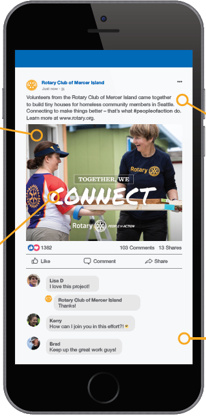 Rotary Club of Mercer Island
Just now
Volunteers from the Rotary Club of Mercer Island came together
to build tiny houses for homeless community members in Seattle.
Connecting to make things better – that's what #peopleofaction do.
Learn more at www.rotary.org.
TOGETHER, WE
CONNECT
Rotary PEOPLE OF ACTION
1382 103 Comments 13 Shares
Like Comment Share
Lisa D
I love this project!
Rotary Club of Mercer Island
Thanks!
Kerry
How can I join you in this effort?!
Brad
Keep up the great work guys!